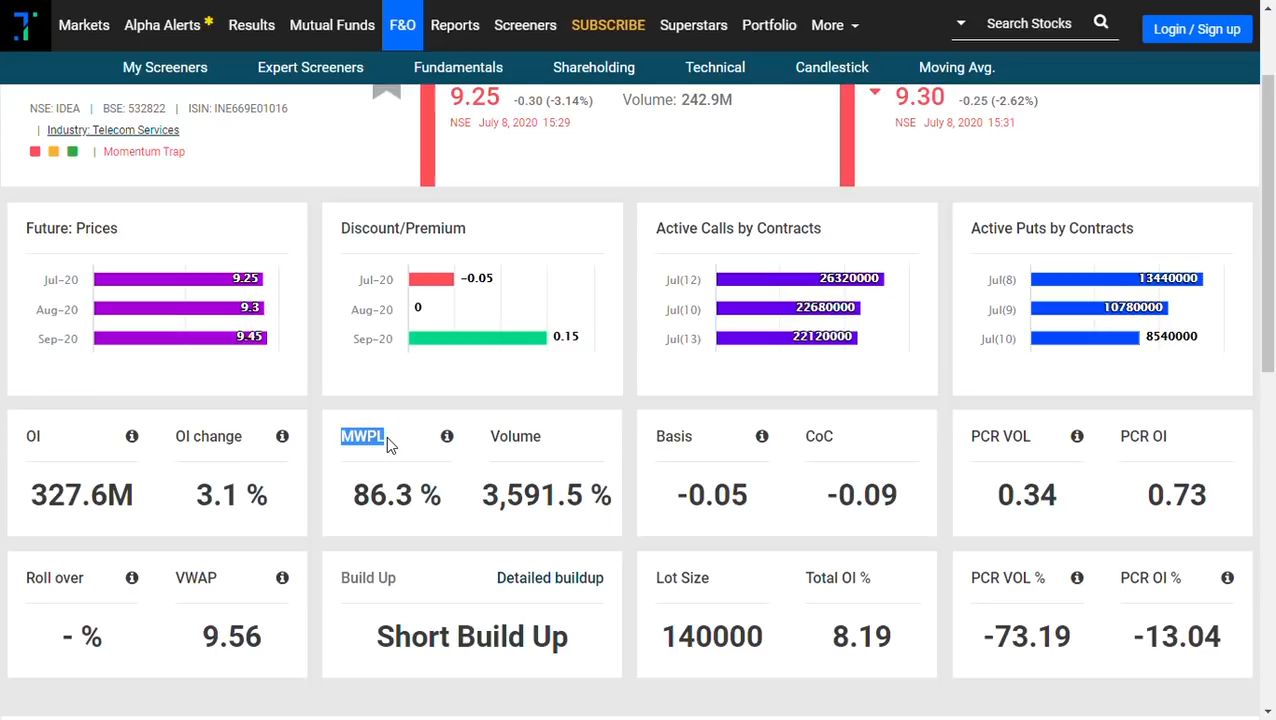 Markets Alpha Alerts Results Mutual Funds F&O Reports Screeners SUBSCRIBE Superstars Portfolio More Search Stocks Login / Sign up
My Screeners Expert Screeners Fundamentals Shareholding Technical Candlestick Moving Avg.
NSE: IDEA | BSE: 532822 | ISIN: INE669E01016
| Industry: Telecom Services
| Momentum Trap
9.25 -0.30 (-3.14%) Volume: 242.9M
NSE July 8, 2020 15:29
9.30 -0.25 (-2.62%)
NSE July 8, 2020 15:31
Future: Prices
Jul-20 9.25
Aug-20 9.3
Sep-20 9.45
Discount/Premium
Jul-20 -0.05
Aug-20 0
Sep-20 0.15
Active Calls by Contracts
Jul(12) 26320000
Jul(10) 22680000
Jul(13) 22120000
Active Puts by Contracts
Jul(8) 13440000
Jul(9) 10780000
Jul(10) 8540000
OI OI change
327.6M 3.1 %
MWPL Volume
86.3 % 3,591.5 %
Basis CoC
-0.05 -0.09
PCR VOL PCR OI
0.34 0.73
Roll over VWAP
- % 9.56
Build Up Detailed buildup
Short Build Up
Lot Size Total OI %
140000 8.19
PCR VOL % PCR OI %
-73.19 -13.04